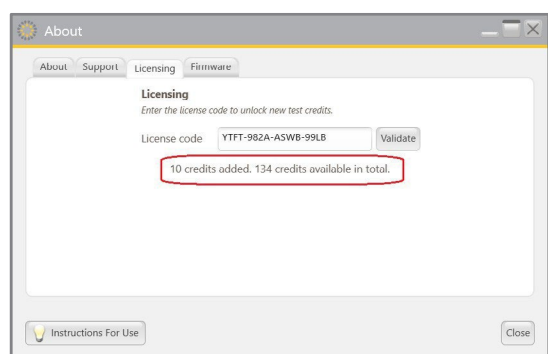 About
About Support Licensing Firmware
Licensing
Enter the license code to unlock new test credits.
License code YTFT-982A-ASWB-99LB Validate
10 credits added. 134 credits available in total.
Instructions For Use Close